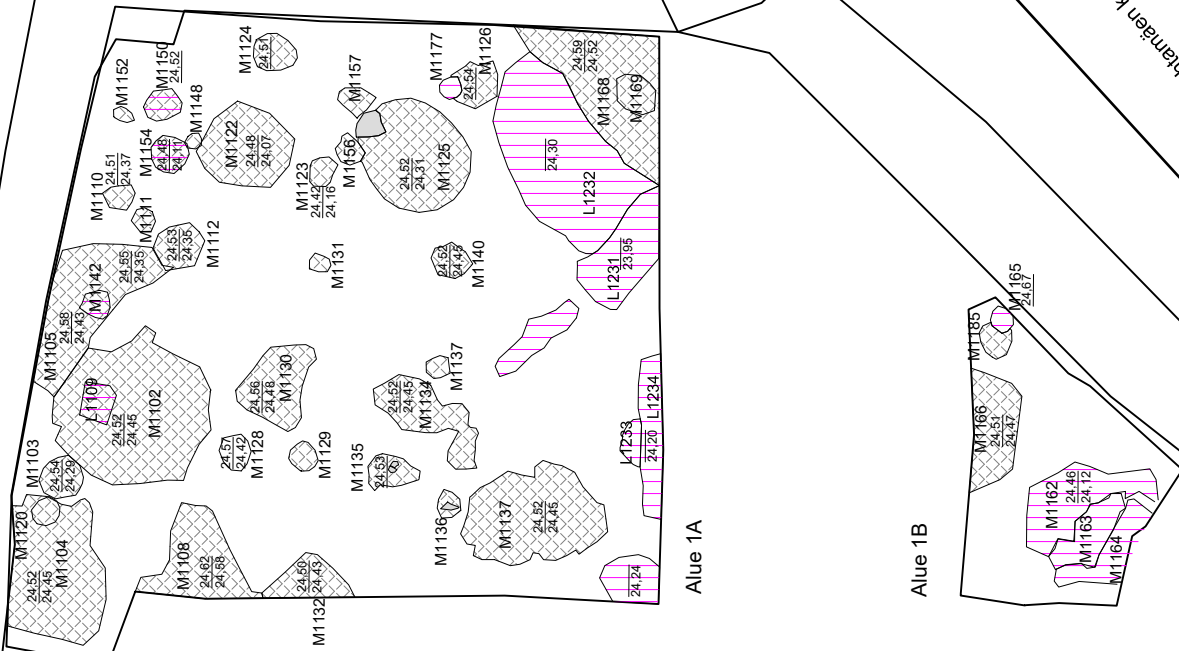 M1120
M1104
24,52
24,45
M1103
24,54
24,29
M1105
24,58
24,43
M1142
24,55
24,35
L1109
24,52
24,45
M1102
M1110
24,51
24,37
M1111
24,53
24,35
M1112
M1152
M1150
24,52
M1154
24,48
24,11
M1148
M1122
24,48
24,07
M1124
24,51
M1157
M1156
M1123
24,42
24,16
24,52
24,31
M1125
M1177
M1126
24,54
24,59
24,52
M1168
M1169
24,30
L1232
L1231
23,95
M1131
24,52
24,45
M1140
24,56
24,48
M1130
24,57
24,42
M1128
M1129
24,52
24,45
M1134
M1137
M1135
24,53
M1136
M1137
24,52
24,45
L1233
24,20
L1234
24,24
M1108
24,62
24,58
24,50
24,43
M1132
Alue 1A
Alue 1B
M1185
M1165
24,67
M1166
24,51
24,47
M1162
24,46
24,12
M1163
M1164
htamäen k